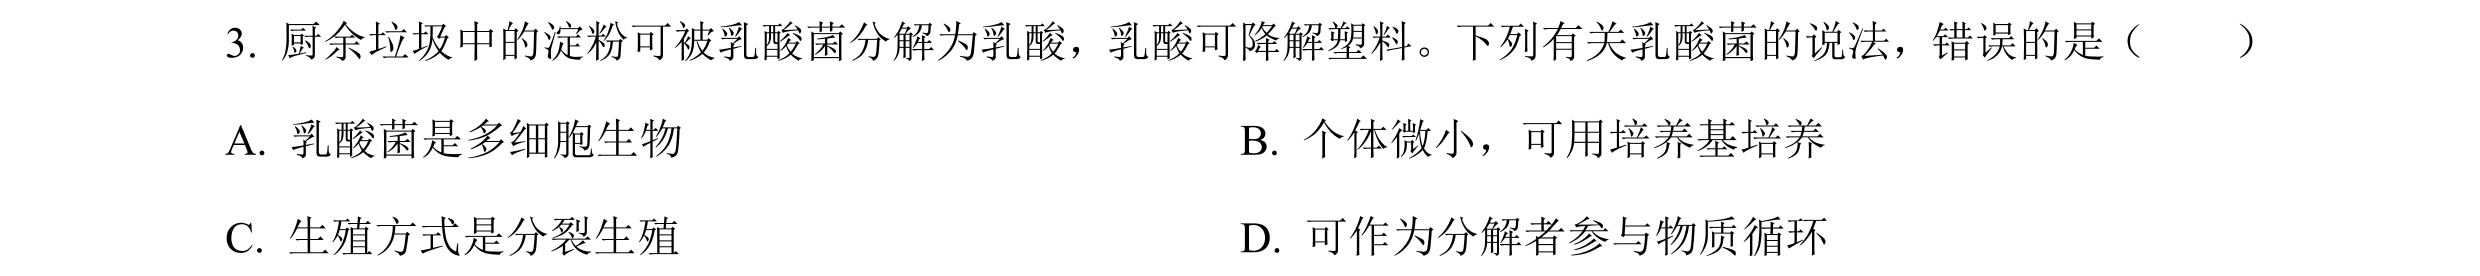 3. 厨余垃圾中的淀粉可被乳酸菌分解为乳酸，乳酸可降解塑料。下列有关乳酸菌的说法，错误的是（　　）
A. 乳酸菌是多细胞生物　　B. 个体微小，可用培养基培养
C. 生殖方式是分裂生殖　　D. 可作为分解者参与物质循环